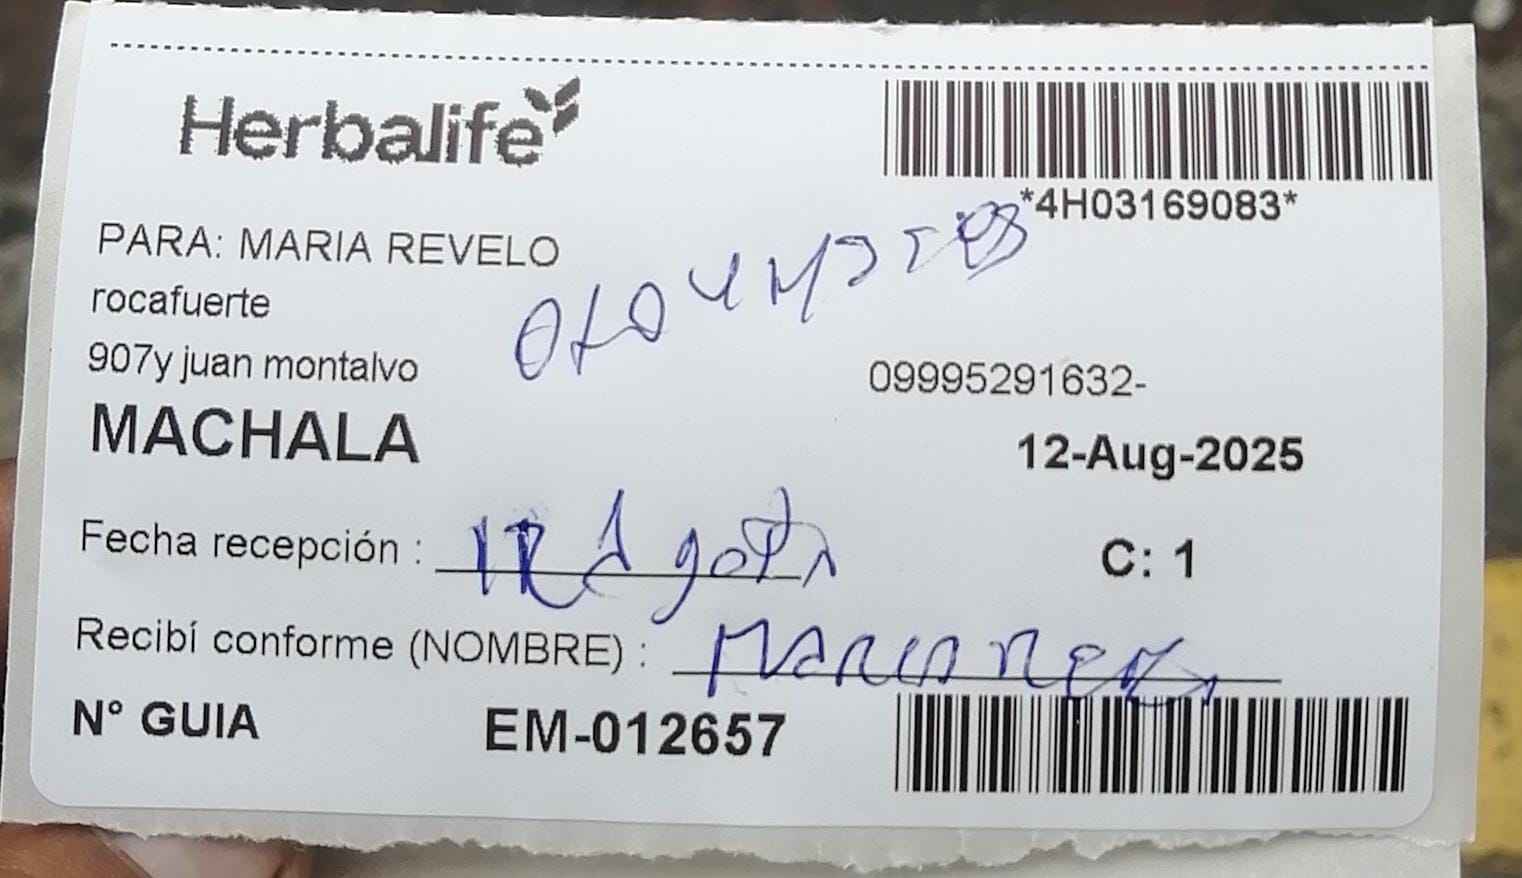 Herbalife
*4H03169083*
PARA: MARIA REVELO
rocafuerte
907y juan montalvo
09995291632-
MACHALA
12-Aug-2025
Fecha recepción :
C: 1
Recibí conforme (NOMBRE) : MARIA
N° GUIA EM-012657